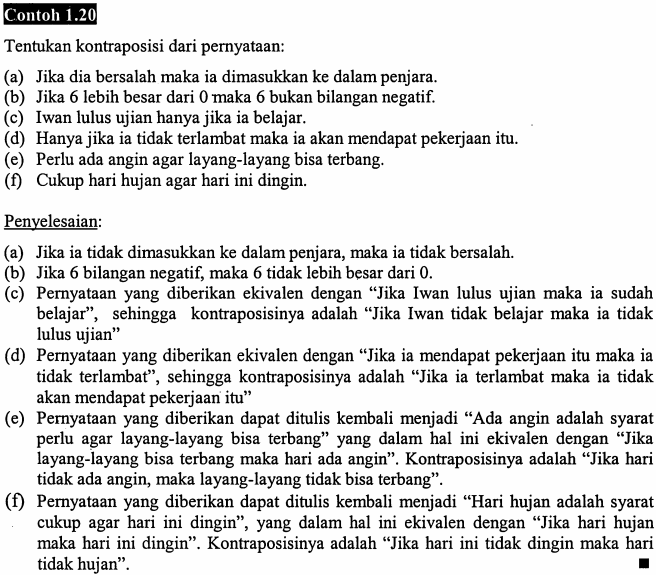 Contoh 1.20
Tentukan kontraposisi dari pernyataan:
(a) Jika dia bersalah maka ia dimasukkan ke dalam penjara.
(b) Jika 6 lebih besar dari 0 maka 6 bukan bilangan negatif.
(c) Iwan lulus ujian hanya jika ia belajar.
(d) Hanya jika ia tidak terlambat maka ia akan mendapat pekerjaan itu.
(e) Perlu ada angin agar layang-layang bisa terbang.
(f) Cukup hari hujan agar hari ini dingin.
Penyelesaian:
(a) Jika ia tidak dimasukkan ke dalam penjara, maka ia tidak bersalah.
(b) Jika 6 bilangan negatif, maka 6 tidak lebih besar dari 0.
(c) Pernyataan yang diberikan ekivalen dengan “Jika Iwan lulus ujian maka ia sudah
belajar”, sehingga kontraposisinya adalah “Jika Iwan tidak belajar maka ia tidak
lulus ujian”
(d) Pernyataan yang diberikan ekivalen dengan “Jika ia mendapat pekerjaan itu maka ia
tidak terlambat”, sehingga kontraposisinya adalah “Jika ia terlambat maka ia tidak
akan mendapat pekerjaan itu”
(e) Pernyataan yang diberikan dapat ditulis kembali menjadi “Ada angin adalah syarat
perlu agar layang-layang bisa terbang” yang dalam hal ini ekivalen dengan “Jika
layang-layang bisa terbang maka hari ada angin”. Kontraposisinya adalah “Jika hari
tidak ada angin, maka layang-layang tidak bisa terbang”.
(f) Pernyataan yang diberikan dapat ditulis kembali menjadi “Hari hujan adalah syarat
cukup agar hari ini dingin”, yang dalam hal ini ekivalen dengan “Jika hari hujan
maka hari ini dingin”. Kontraposisinya adalah “Jika hari ini tidak dingin maka hari
tidak hujan”.